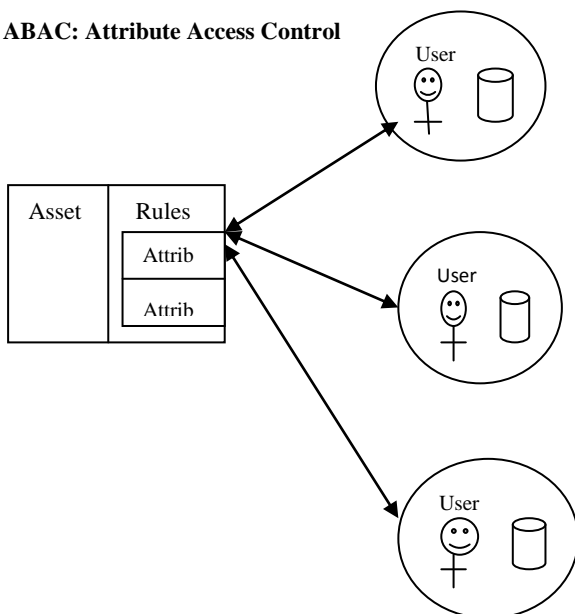 ABAC: Attribute Access Control
User
Asset Rules
Attrib
Attrib
User
User